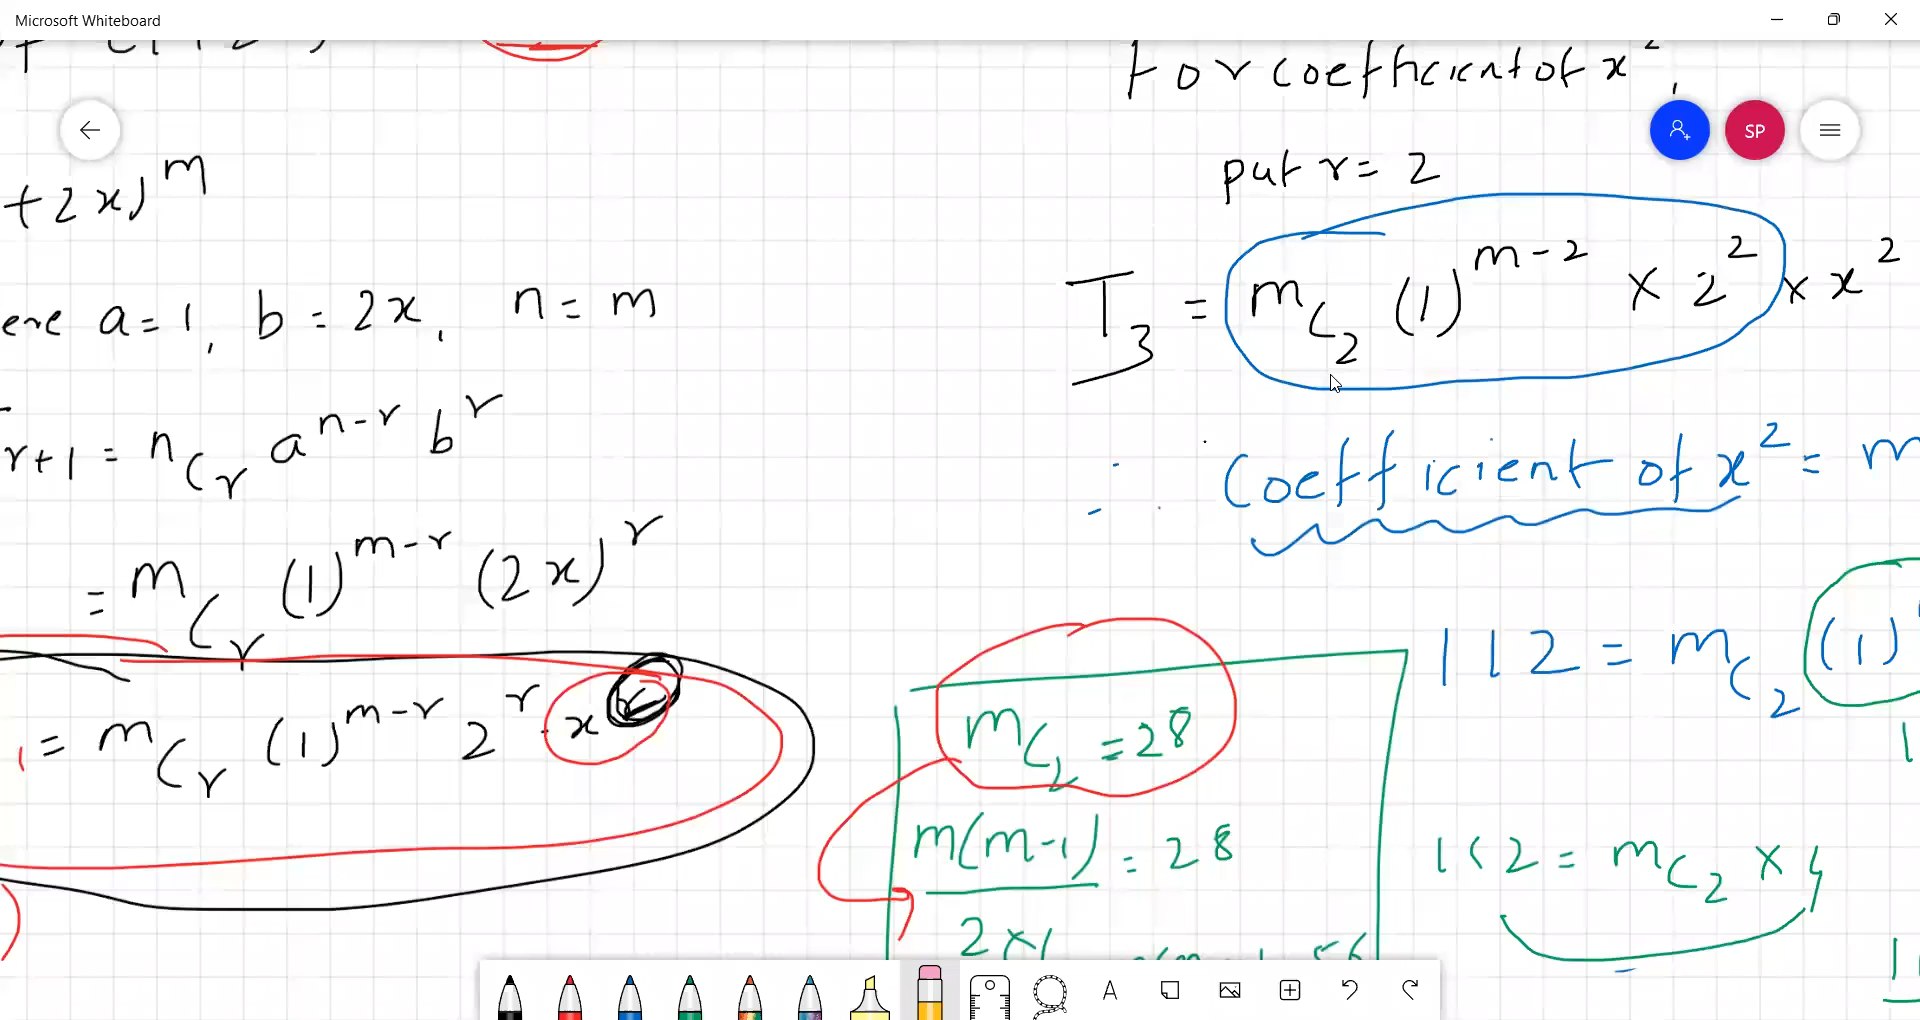 Microsoft Whiteboard
For coefficient of x²,
SP
put r = 2
+2x)^m
T₃ = mC₂ (1)^m-2 × 2² × x²
ere a=1, b = 2x, n = m
r+1 = nCr a^n-r b^r
∴ Coefficient of x² = m
= mCr (1)^m-r (2x)^r
112 = mC₂ (1)
1 = mCr (1)^m-r 2^r · x^r
mC₂ = 28
m(m-1) = 28
2×1
112 = mC₂ × 4
56
A